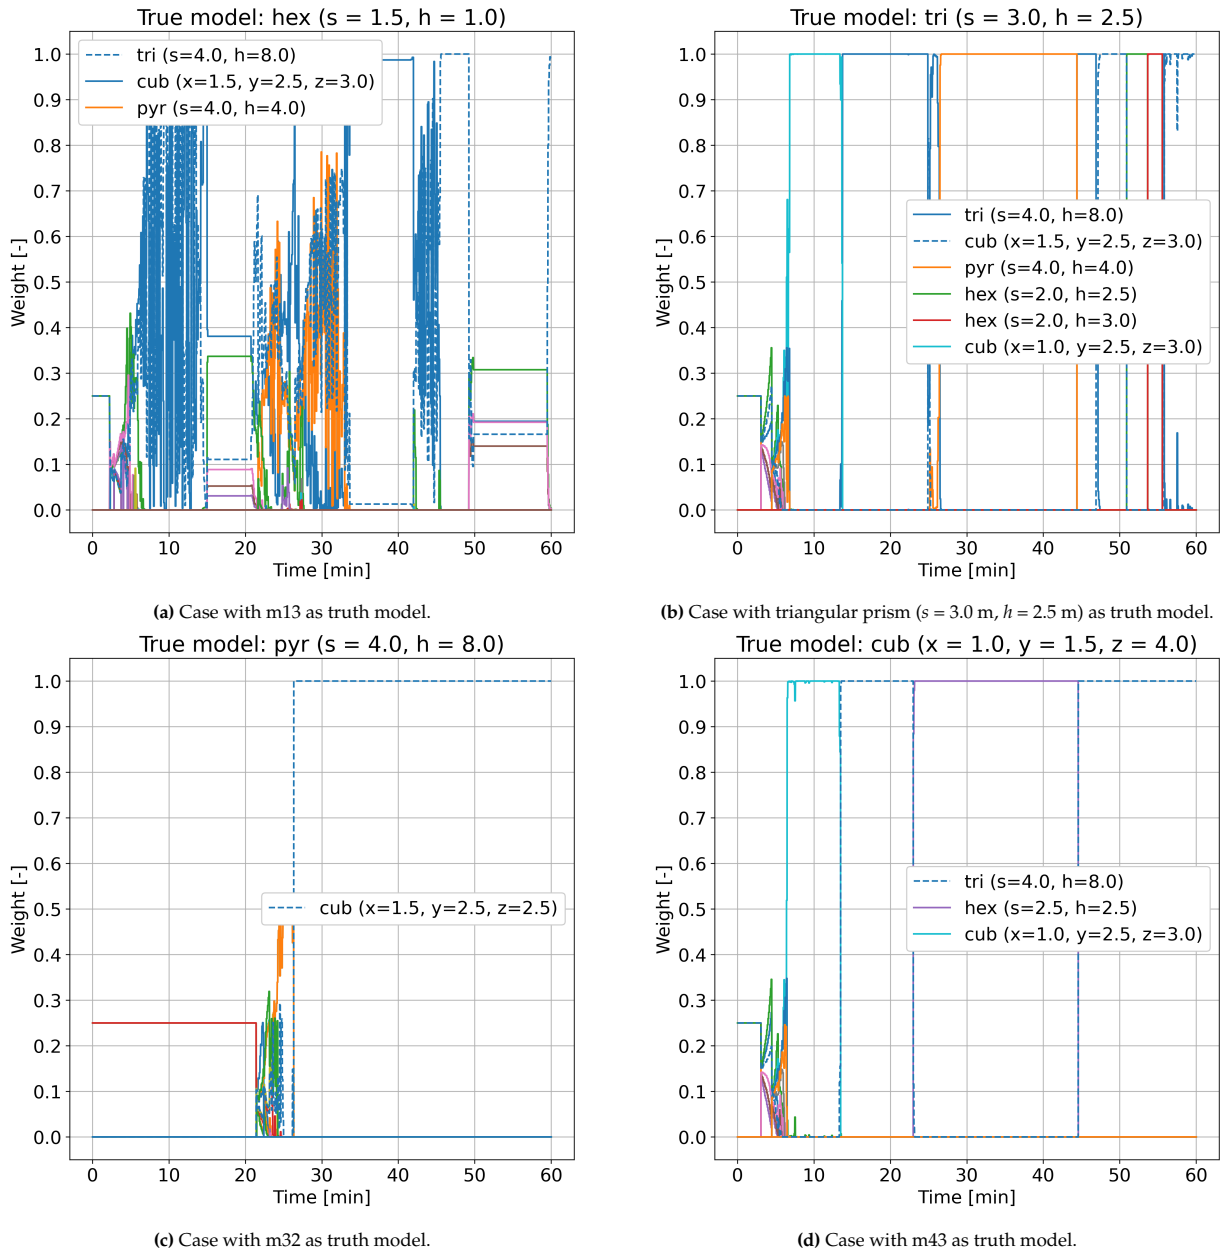 True model: hex (s = 1.5, h = 1.0)
1.0
0.9
0.8
0.7
0.6
0.5
0.4
0.3
0.2
0.1
0.0
Weight [-]
tri (s=4.0, h=8.0)
cub (x=1.5, y=2.5, z=3.0)
pyr (s=4.0, h=4.0)
0 10 20 30 40 50 60
Time [min]
(a) Case with m13 as truth model.
True model: tri (s = 3.0, h = 2.5)
1.0
0.9
0.8
0.7
0.6
0.5
0.4
0.3
0.2
0.1
0.0
Weight [-]
tri (s=4.0, h=8.0)
cub (x=1.5, y=2.5, z=3.0)
pyr (s=4.0, h=4.0)
hex (s=2.0, h=2.5)
hex (s=2.0, h=3.0)
cub (x=1.0, y=2.5, z=3.0)
0 10 20 30 40 50 60
Time [min]
(b) Case with triangular prism (s = 3.0 m, h = 2.5 m) as truth model.
True model: pyr (s = 4.0, h = 8.0)
1.0
0.9
0.8
0.7
0.6
0.5
0.4
0.3
0.2
0.1
0.0
Weight [-]
cub (x=1.5, y=2.5, z=2.5)
0 10 20 30 40 50 60
Time [min]
(c) Case with m32 as truth model.
True model: cub (x = 1.0, y = 1.5, z = 4.0)
1.0
0.9
0.8
0.7
0.6
0.5
0.4
0.3
0.2
0.1
0.0
Weight [-]
tri (s=4.0, h=8.0)
hex (s=2.5, h=2.5)
cub (x=1.0, y=2.5, z=3.0)
0 10 20 30 40 50 60
Time [min]
(d) Case with m43 as truth model.